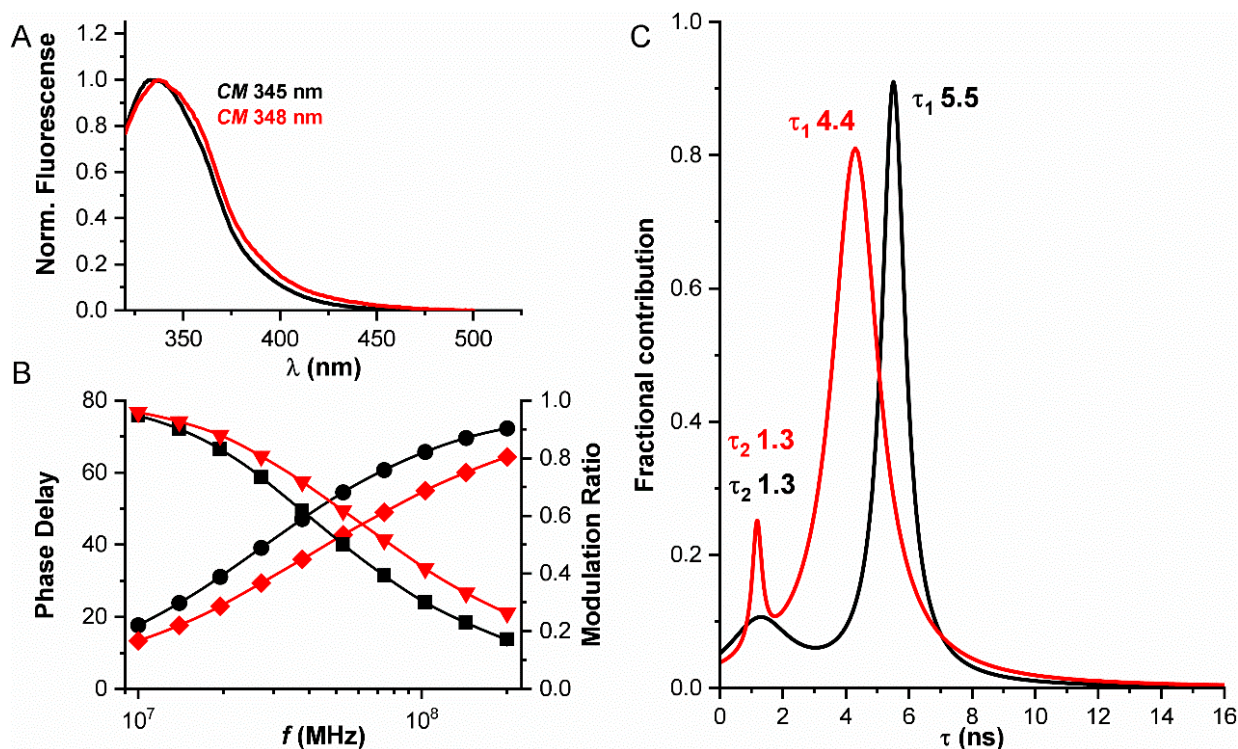 A
Norm. Fluorescense
1.2
1.0
0.8
0.6
0.4
0.2
0.0
CM 345 nm
CM 348 nm
350
400
450
500
λ (nm)
B
Phase Delay
80
60
40
20
0
1.0
0.8
0.6
0.4
0.2
0.0
Modulation Ratio
10⁷
10⁸
f (MHz)
C
Fractional contribution
1.0
0.8
0.6
0.4
0.2
0.0
τ₁ 5.5
τ₁ 4.4
τ₂ 1.3
τ₂ 1.3
0
2
4
6
8
10
12
14
16
τ (ns)